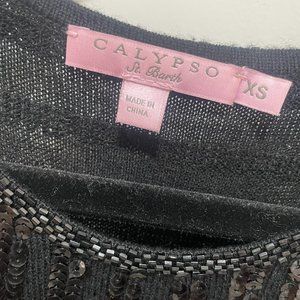 CALYPSO
St. Barth
XS
MADE IN
CHINA